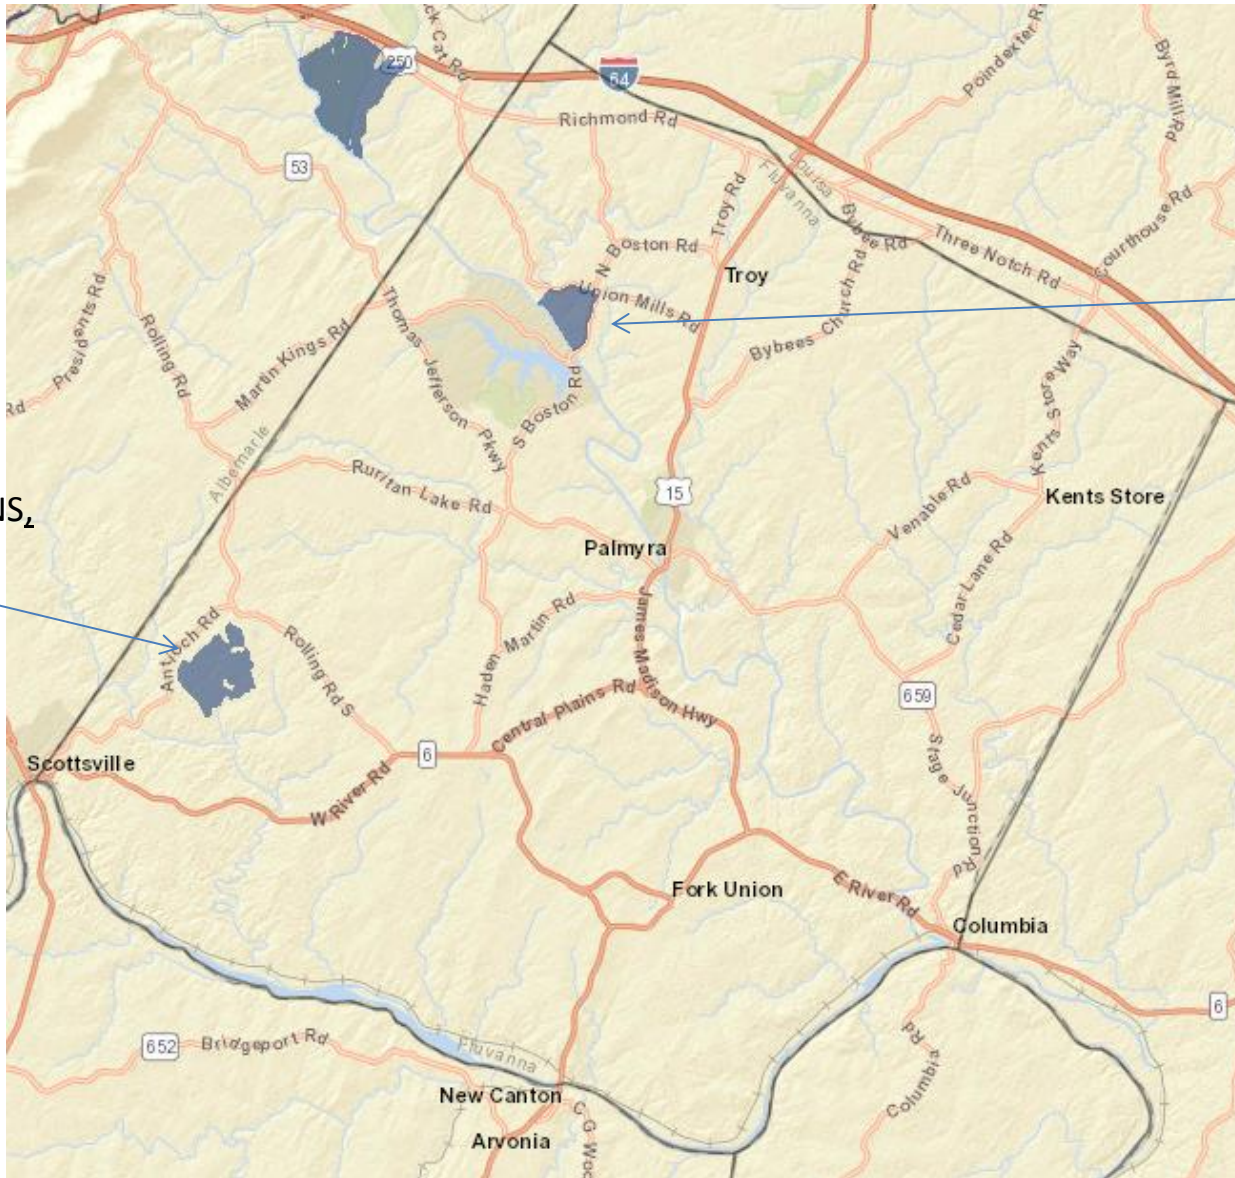 ck Cat Rd
250
64
Poindexter R
Byrd Mill Rd
Richmond Rd
53
Louisa
Fluvanna
Troy Rd
Bybee Rd
Courthouse Rd
Three Notch Rd
N Boston Rd
Troy
Union Mills Rd
Presidents Rd
Rolling Rd
Martin Kings Rd
Thomas Jefferson Pkwy
Bybees Church Rd
Kents Store Way
Rd
S Boston Rd
Albemarle
Ruritan Lake Rd
15
Venable Rd
Kents Store
NS,
Palmyra
Cedar Lane Rd
Antioch Rd
Rolling Rd S
Haden Martin Rd
James Madison Hwy
Central Plains Rd
659
Stage Junction Rd
Scottsville
6
W River Rd
Fork Union
E River Rd
Columbia
6
652
Bridgeport Rd
Fluvanna
Columbia Rd
New Canton
C G Woo
Arvonia